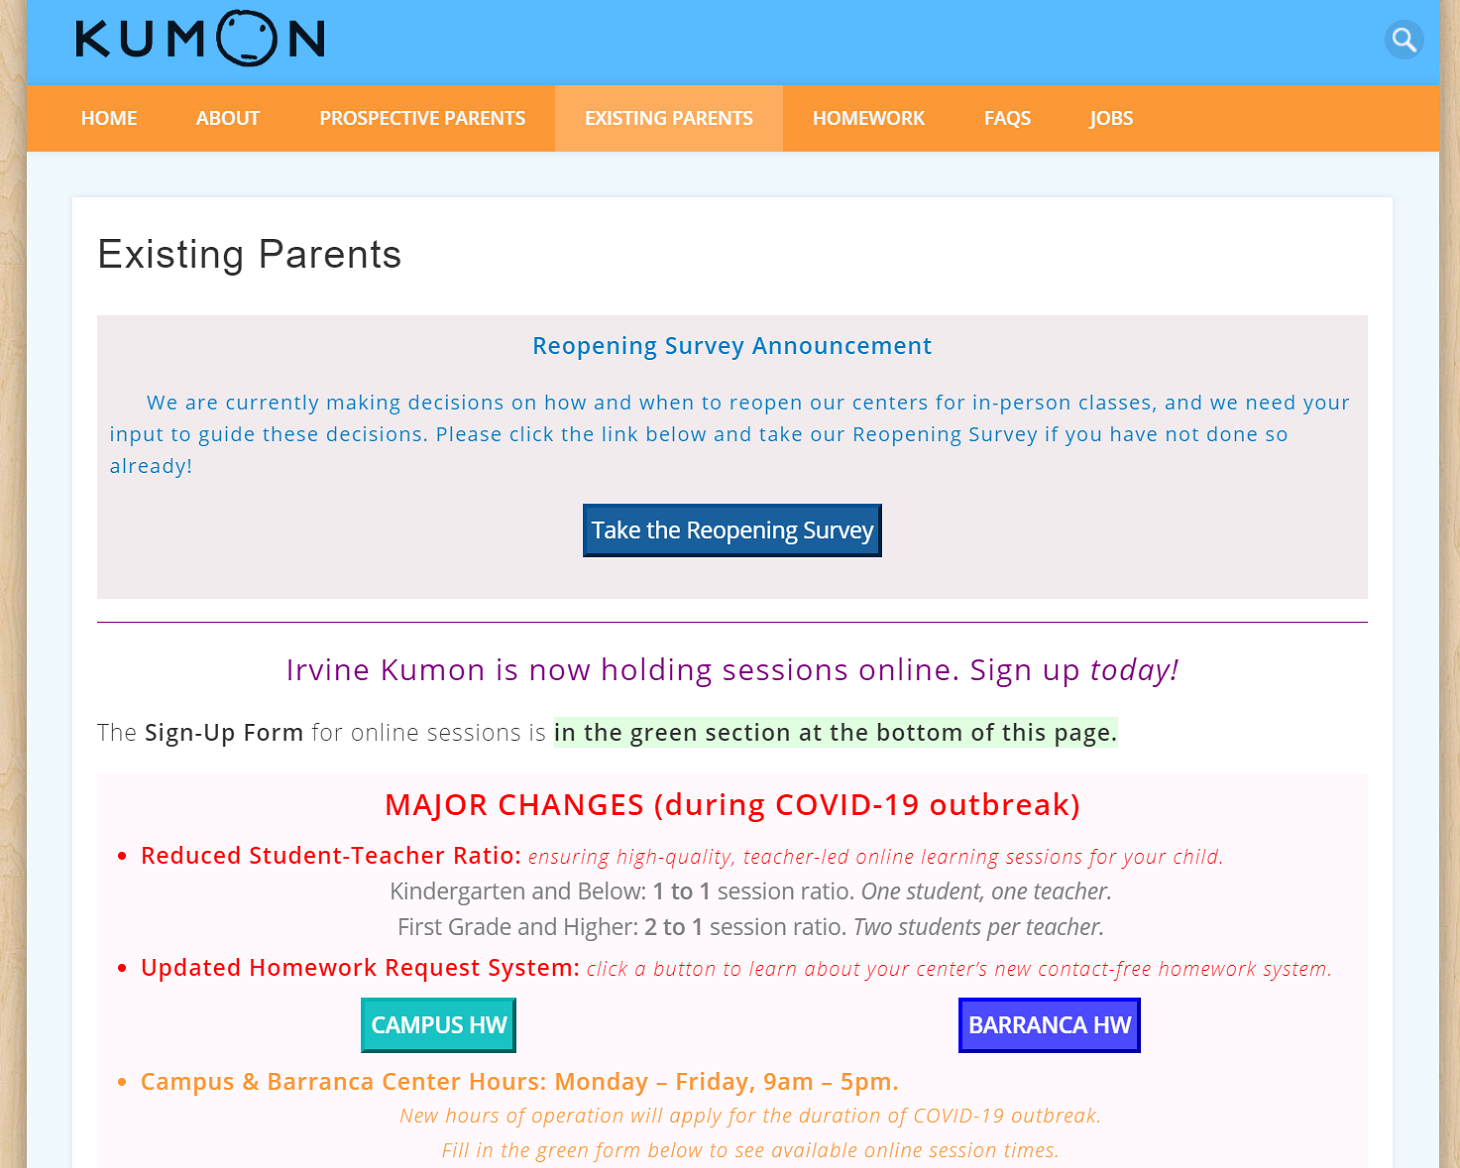 KUMON
HOME ABOUT PROSPECTIVE PARENTS EXISTING PARENTS HOMEWORK FAQS JOBS
Existing Parents
Reopening Survey Announcement
We are currently making decisions on how and when to reopen our centers for in-person classes, and we need your
input to guide these decisions. Please click the link below and take our Reopening Survey if you have not done so
already!
Take the Reopening Survey
Irvine Kumon is now holding sessions online. Sign up today!
The Sign-Up Form for online sessions is in the green section at the bottom of this page.
MAJOR CHANGES (during COVID-19 outbreak)
• Reduced Student-Teacher Ratio: ensuring high-quality, teacher-led online learning sessions for your child.
Kindergarten and Below: 1 to 1 session ratio. One student, one teacher.
First Grade and Higher: 2 to 1 session ratio. Two students per teacher.
• Updated Homework Request System: click a button to learn about your center's new contact-free homework system.
CAMPUS HW BARRANCA HW
• Campus & Barranca Center Hours: Monday – Friday, 9am – 5pm.
New hours of operation will apply for the duration of COVID-19 outbreak.
Fill in the green form below to see available online session times.